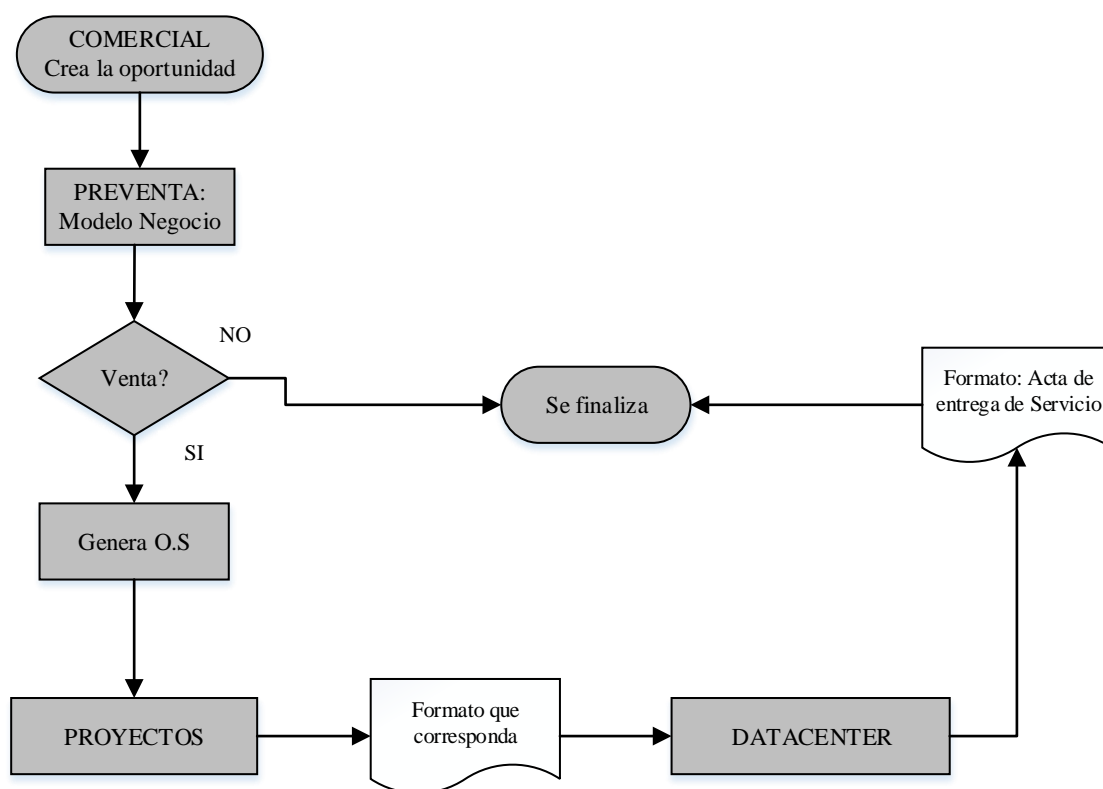 COMERCIAL
Crea la oportunidad
PREVENTA:
Modelo Negocio
NO
Venta?
Se finaliza
Formato: Acta de
entrega de Servicio
SI
Genera O.S
PROYECTOS
Formato que
corresponda
DATACENTER